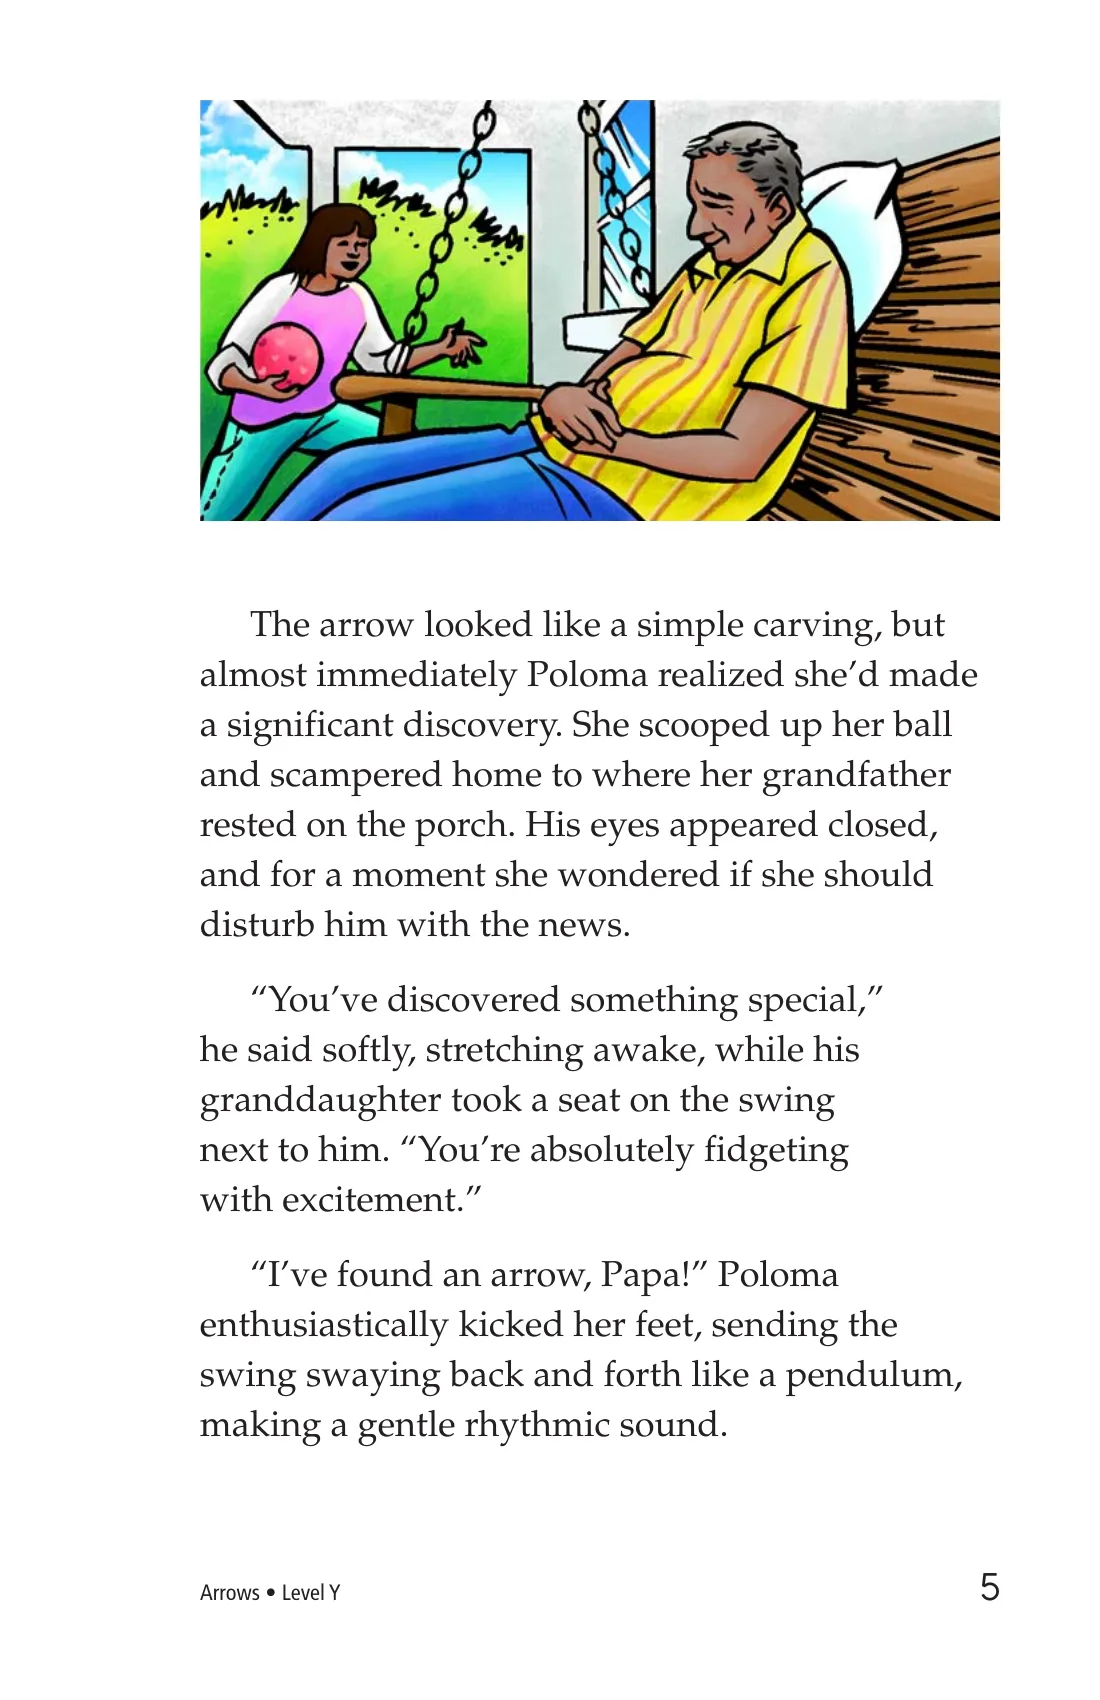 The arrow looked like a simple carving, but
almost immediately Poloma realized she’d made
a significant discovery. She scooped up her ball
and scampered home to where her grandfather
rested on the porch. His eyes appeared closed,
and for a moment she wondered if she should
disturb him with the news.
“You’ve discovered something special,”
he said softly, stretching awake, while his
granddaughter took a seat on the swing
next to him. “You’re absolutely fidgeting
with excitement.”
“I’ve found an arrow, Papa!” Poloma
enthusiastically kicked her feet, sending the
swing swaying back and forth like a pendulum,
making a gentle rhythmic sound.
Arrows • Level Y
5